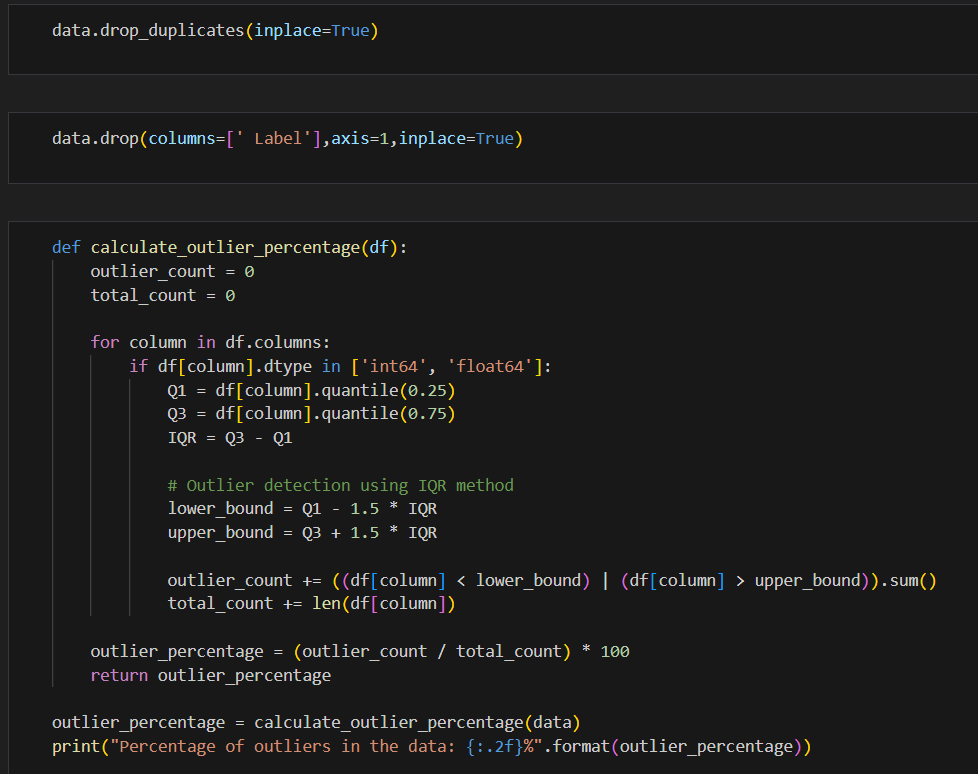 data.drop_duplicates(inplace=True)
data.drop(columns=[' Label'],axis=1,inplace=True)
def calculate_outlier_percentage(df):
    outlier_count = 0
    total_count = 0
    for column in df.columns:
        if df[column].dtype in ['int64', 'float64']:
            Q1 = df[column].quantile(0.25)
            Q3 = df[column].quantile(0.75)
            IQR = Q3 - Q1
            # Outlier detection using IQR method
            lower_bound = Q1 - 1.5 * IQR
            upper_bound = Q3 + 1.5 * IQR
            outlier_count += ((df[column] < lower_bound) | (df[column] > upper_bound)).sum()
            total_count += len(df[column])
    outlier_percentage = (outlier_count / total_count) * 100
    return outlier_percentage
outlier_percentage = calculate_outlier_percentage(data)
print("Percentage of outliers in the data: {:.2f}%".format(outlier_percentage))